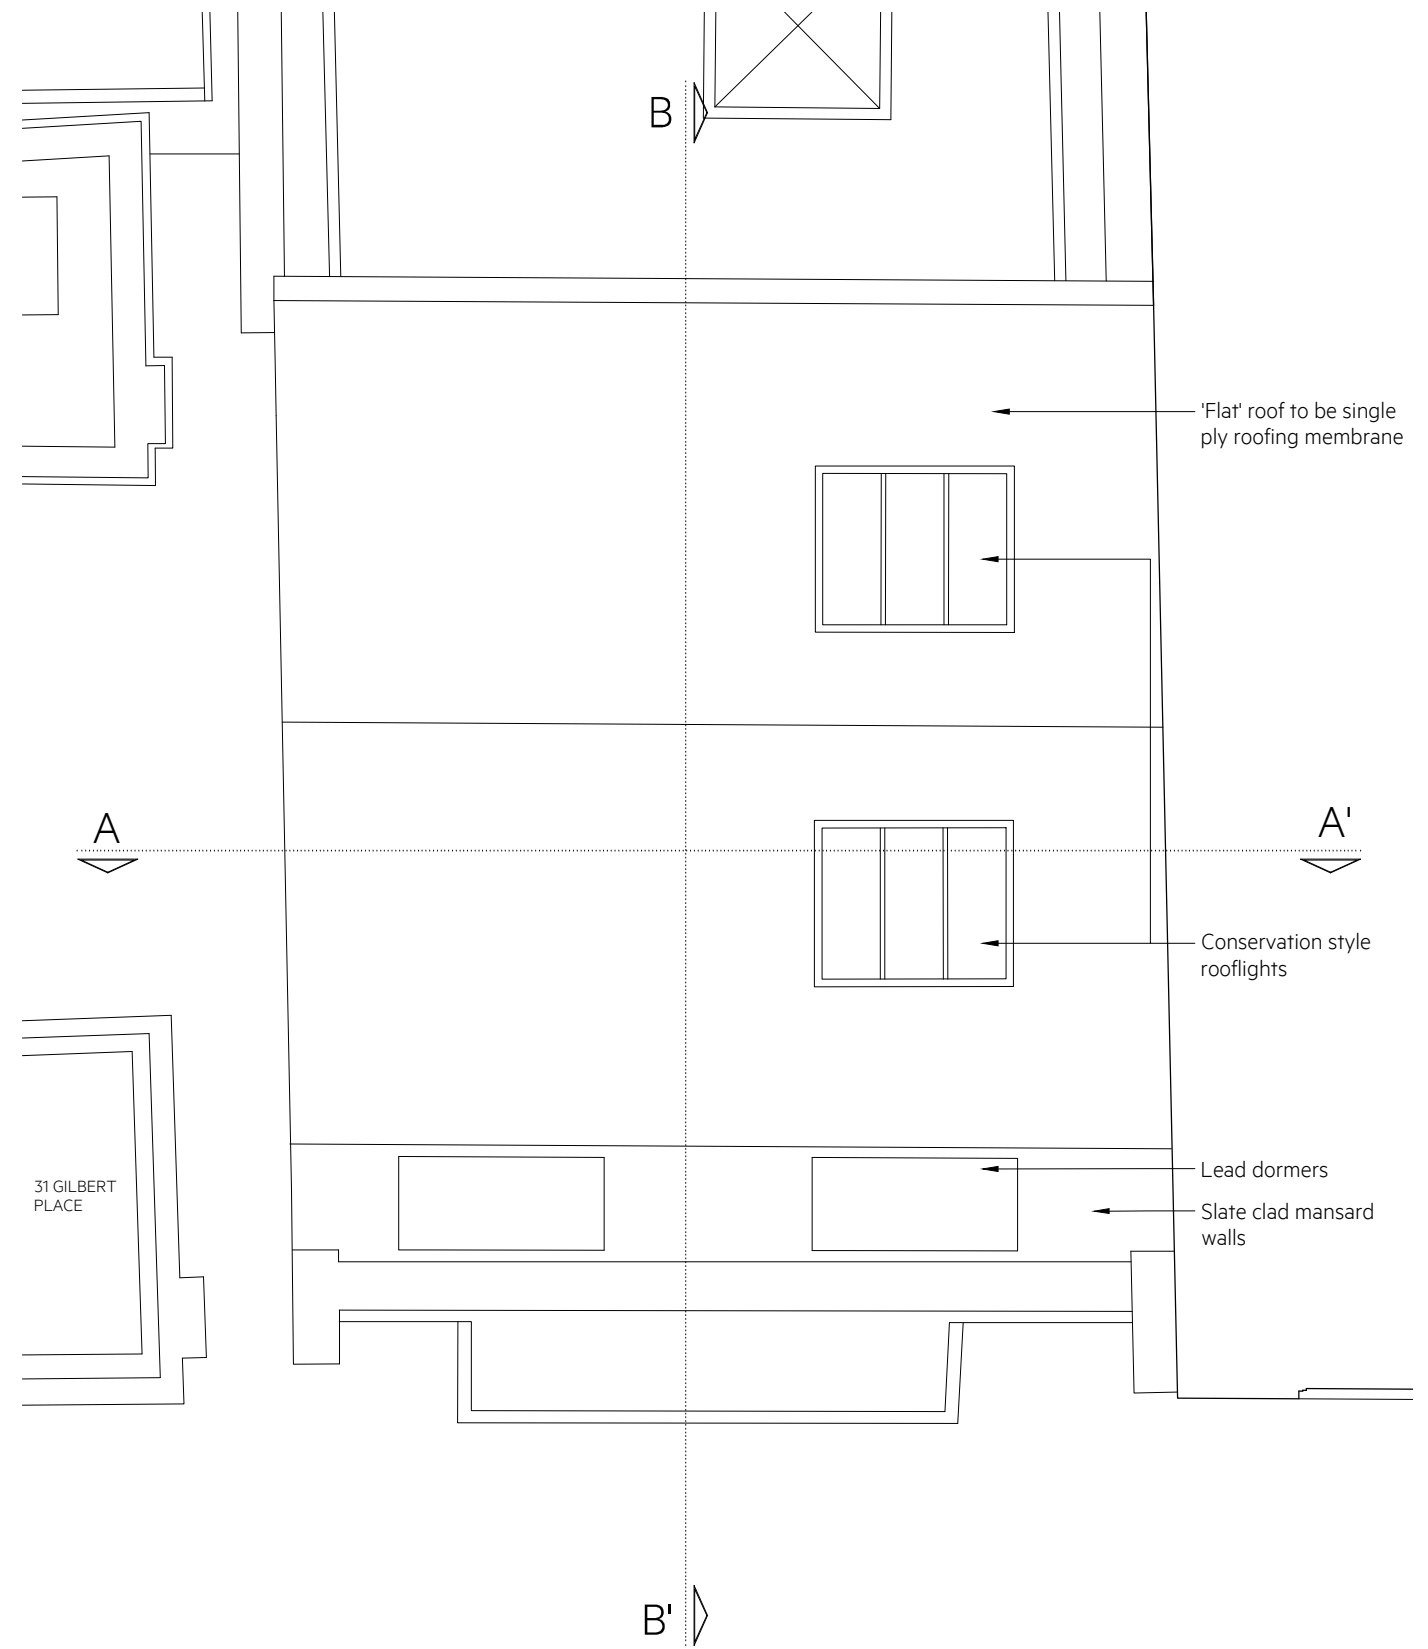 B
'Flat' roof to be single
ply roofing membrane
A
A'
Conservation style
rooflights
Lead dormers
31 GILBERT
PLACE
Slate clad mansard
walls
B'